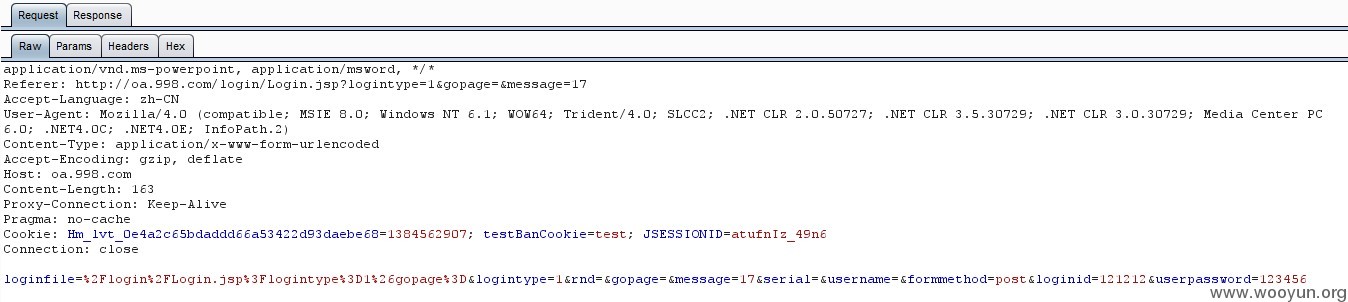 Request Response
Raw Params Headers Hex
application/vnd.ms-powerpoint, application/msword, */*
Referer: http://oa.998.com/login/Login.jsp?logintype=1&gopage=&message=17
Accept-Language: zh-CN
User-Agent: Mozilla/4.0 (compatible; MSIE 8.0; Windows NT 6.1; WOW64; Trident/4.0; SLCC2; .NET CLR 2.0.50727; .NET CLR 3.5.30729; .NET CLR 3.0.30729; Media Center PC
6.0; .NET4.0C; .NET4.0E; InfoPath.2)
Content-Type: application/x-www-form-urlencoded
Accept-Encoding: gzip, deflate
Host: oa.998.com
Content-Length: 163
Proxy-Connection: Keep-Alive
Pragma: no-cache
Cookie: Hm_lvt_0e4a2c65bdaddd66a53422d93daebe68=1384562907; testBanCookie=test; JSESSIONID=atufnIz_49n6
Connection: close
loginfile=%2Flogin%2FLogin.jsp%3Flogintype%3D1%26gopage%3D&logintype=1&rnd=&gopage=&message=17&serial=&username=&formmethod=post&loginid=121212&userpassword=123456
www.wooyun.org